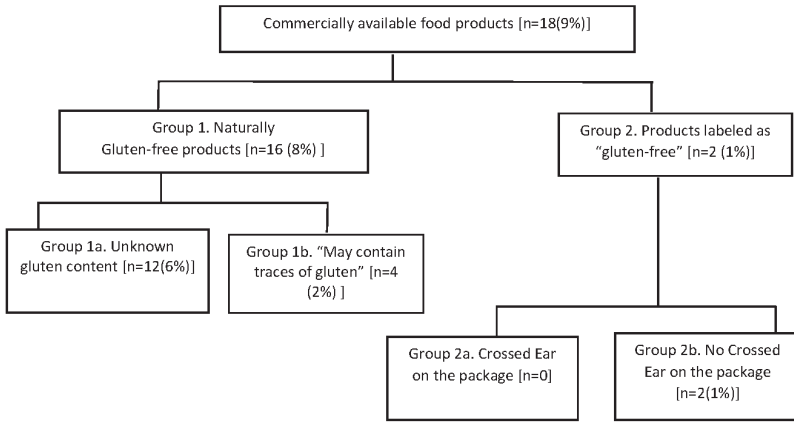 Commercially available food products [n=18(9%)]
Group 1. Naturally
Gluten-free products [n=16 (8%) ]
Group 2. Products labeled as
“gluten-free” [n=2 (1%)]
Group 1a. Unknown
gluten content [n=12(6%)]
Group 1b. “May contain
traces of gluten” [n=4
(2%) ]
Group 2a. Crossed Ear
on the package [n=0]
Group 2b. No Crossed
Ear on the package
[n=2(1%)]